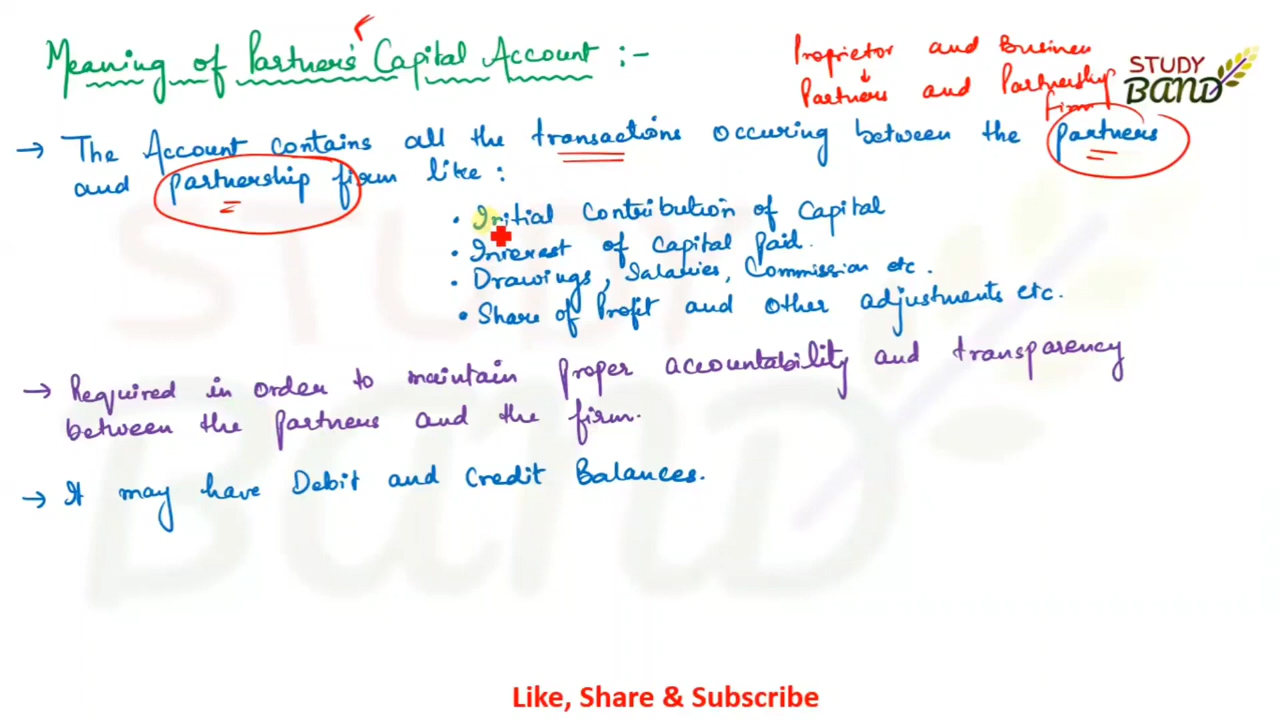 Meaning of Partner's Capital Account :-
Proprietor and Business
Partners and Partnership
firm
STUDY
BAND
→ The Account contains all the transactions occuring between the partners
and partnership firm like :
• Initial Contribution of Capital
• Interest of Capital Paid.
• Drawings, Salaries, Commission etc.
• Share of Profit and other adjustments etc.
→ Required in order to maintain proper accountability and transparency
between the partners and the firm.
→ It may have Debit and Credit Balances.
STUDY
BAND
Like, Share & Subscribe